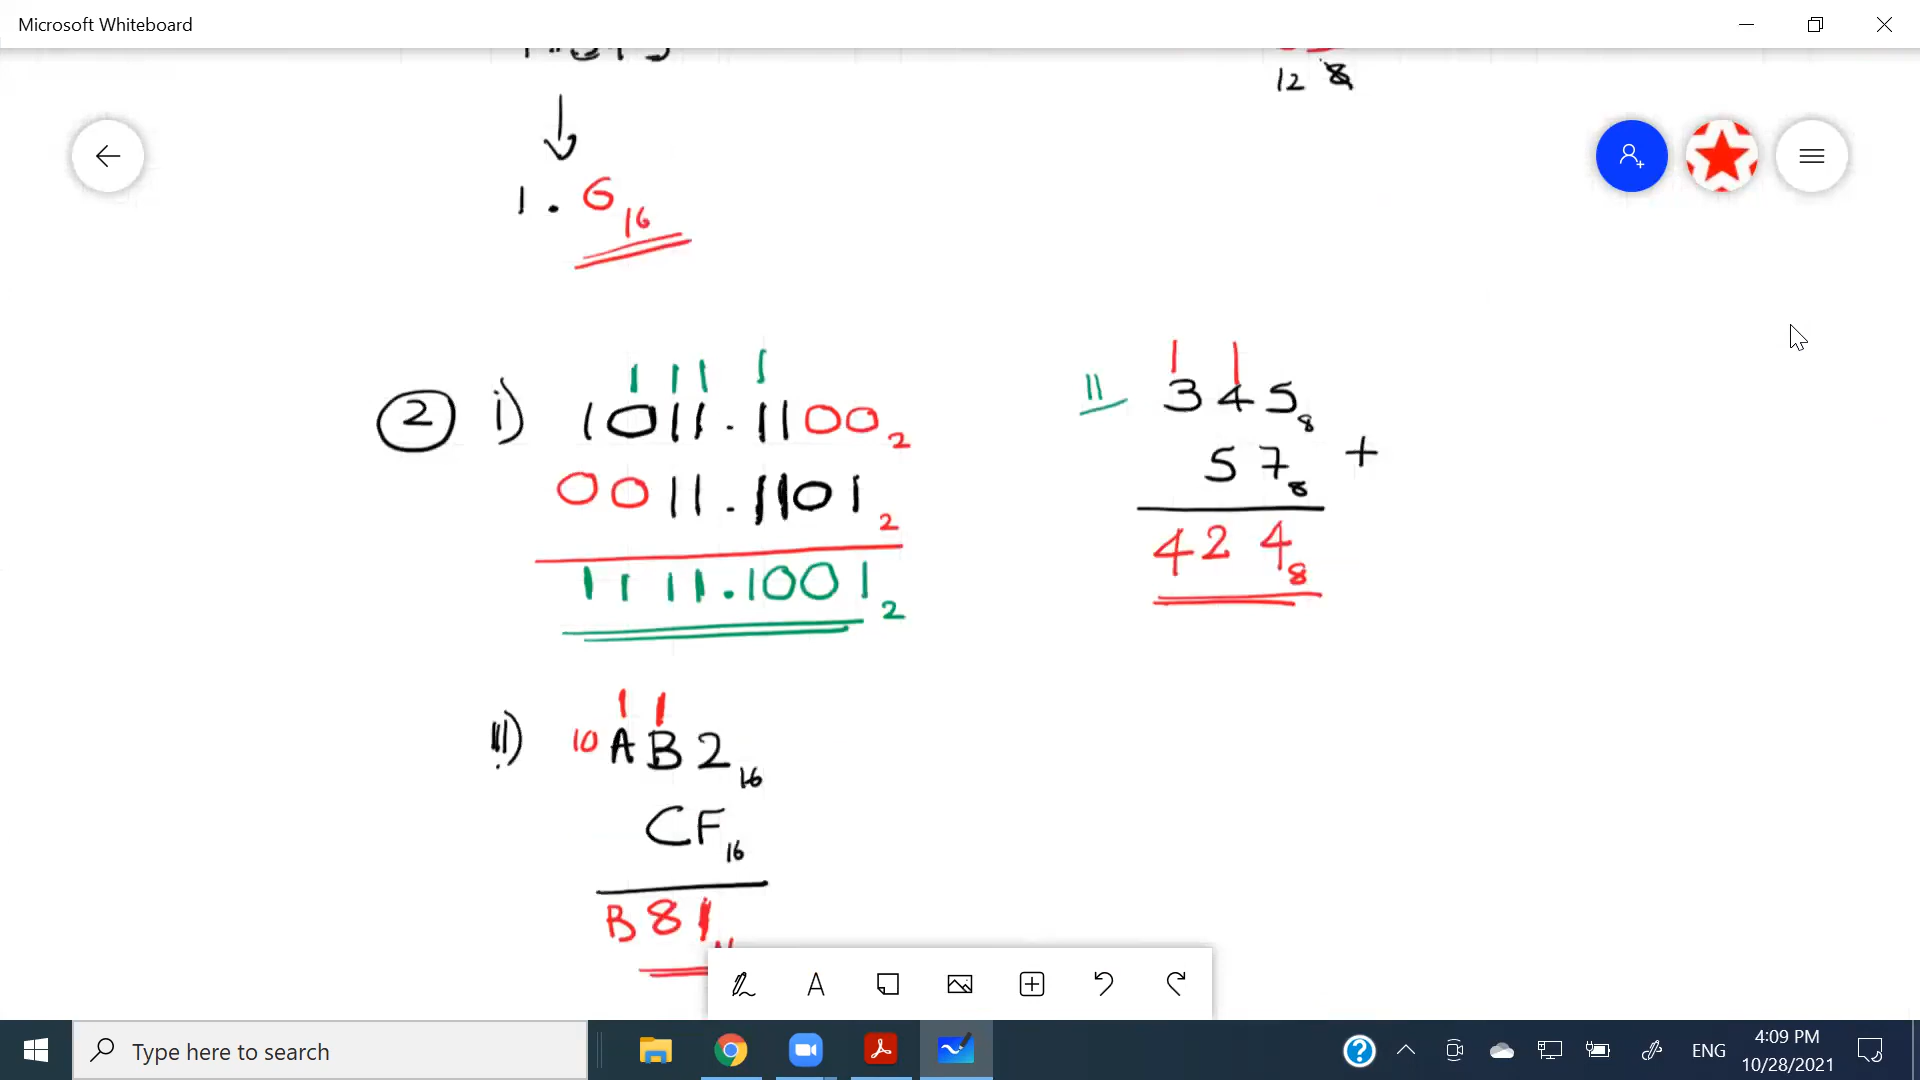 Microsoft Whiteboard
12 8
1.6 16
2 i) 1011.1100 2
0011.1101 2
1111.1001 2
1 1 1 1
II 345 8
57 8 +
424 8
1 1
III) 10 AB2 16
CF 16
B81
1 1
Type here to search
ENG
4:09 PM
10/28/2021